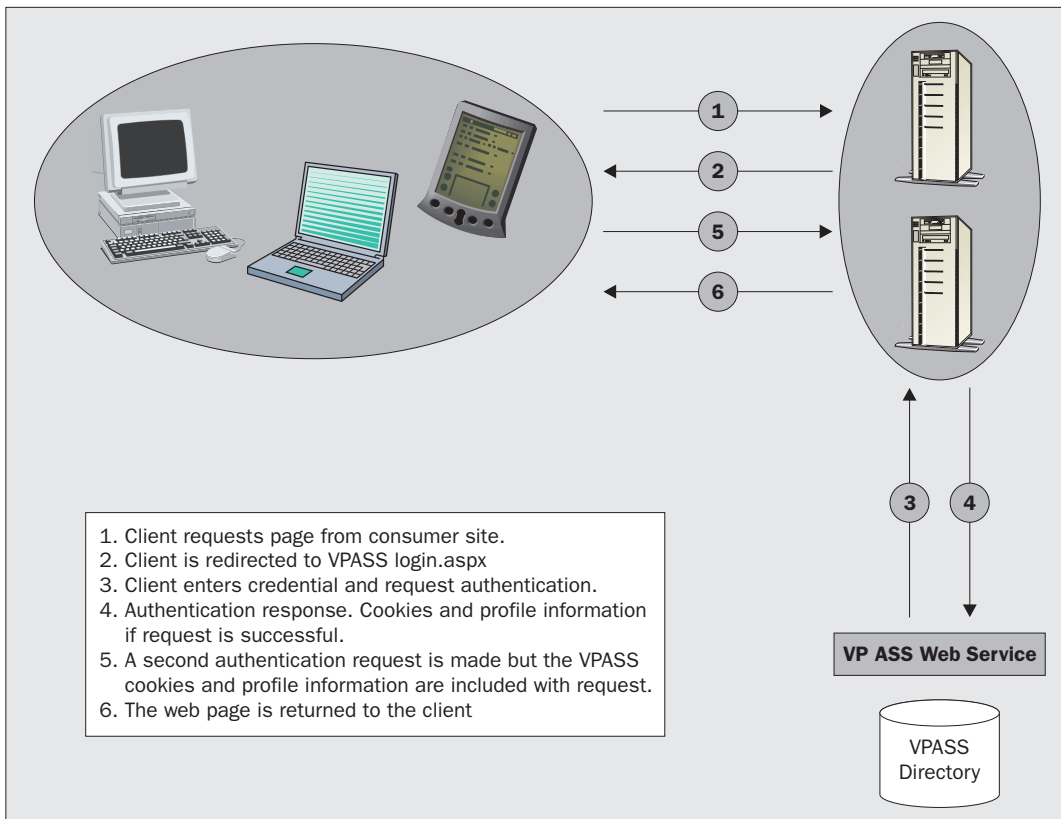 1
2
5
6
3
4
1. Client requests page from consumer site.
2. Client is redirected to VPASS login.aspx
3. Client enters credential and request authentication.
4. Authentication response. Cookies and profile information
if request is successful.
5. A second authentication request is made but the VPASS
cookies and profile information are included with request.
6. The web page is returned to the client
VP ASS Web Service
VPASS
Directory